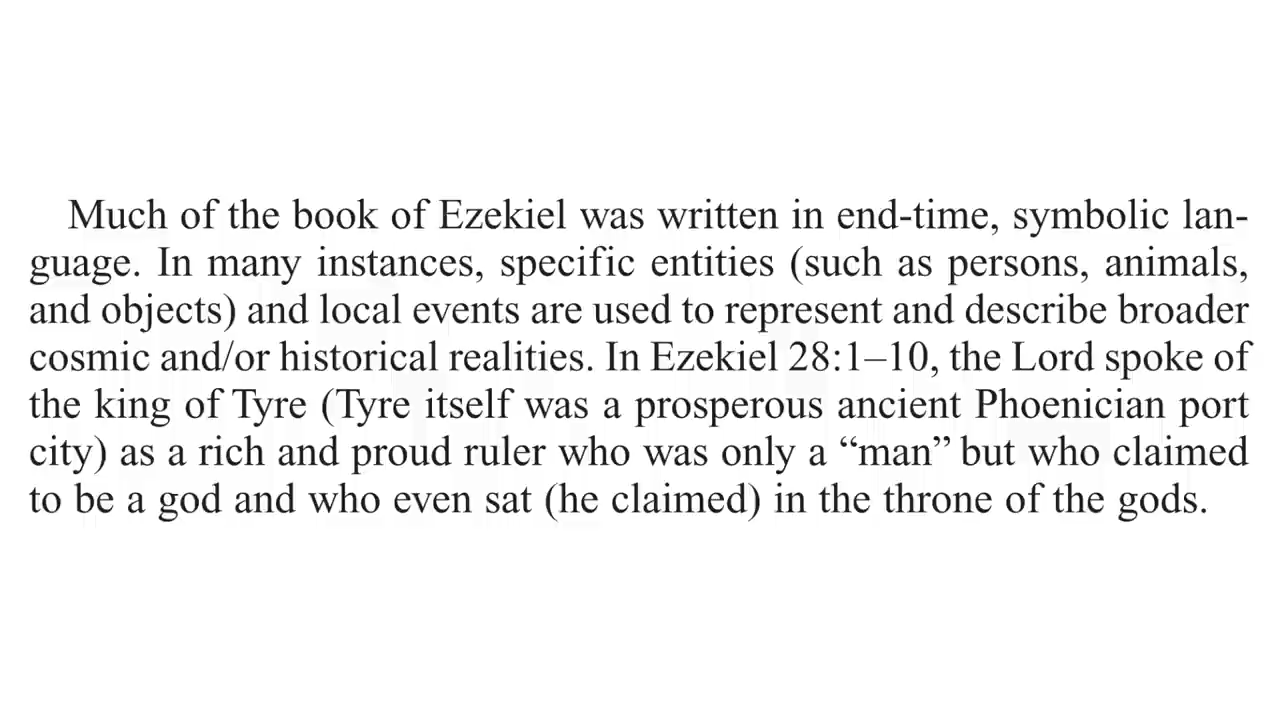 Much of the book of Ezekiel was written in end-time, symbolic lan-
guage. In many instances, specific entities (such as persons, animals,
and objects) and local events are used to represent and describe broader
cosmic and/or historical realities. In Ezekiel 28:1–10, the Lord spoke of
the king of Tyre (Tyre itself was a prosperous ancient Phoenician port
city) as a rich and proud ruler who was only a “man” but who claimed
to be a god and who even sat (he claimed) in the throne of the gods.